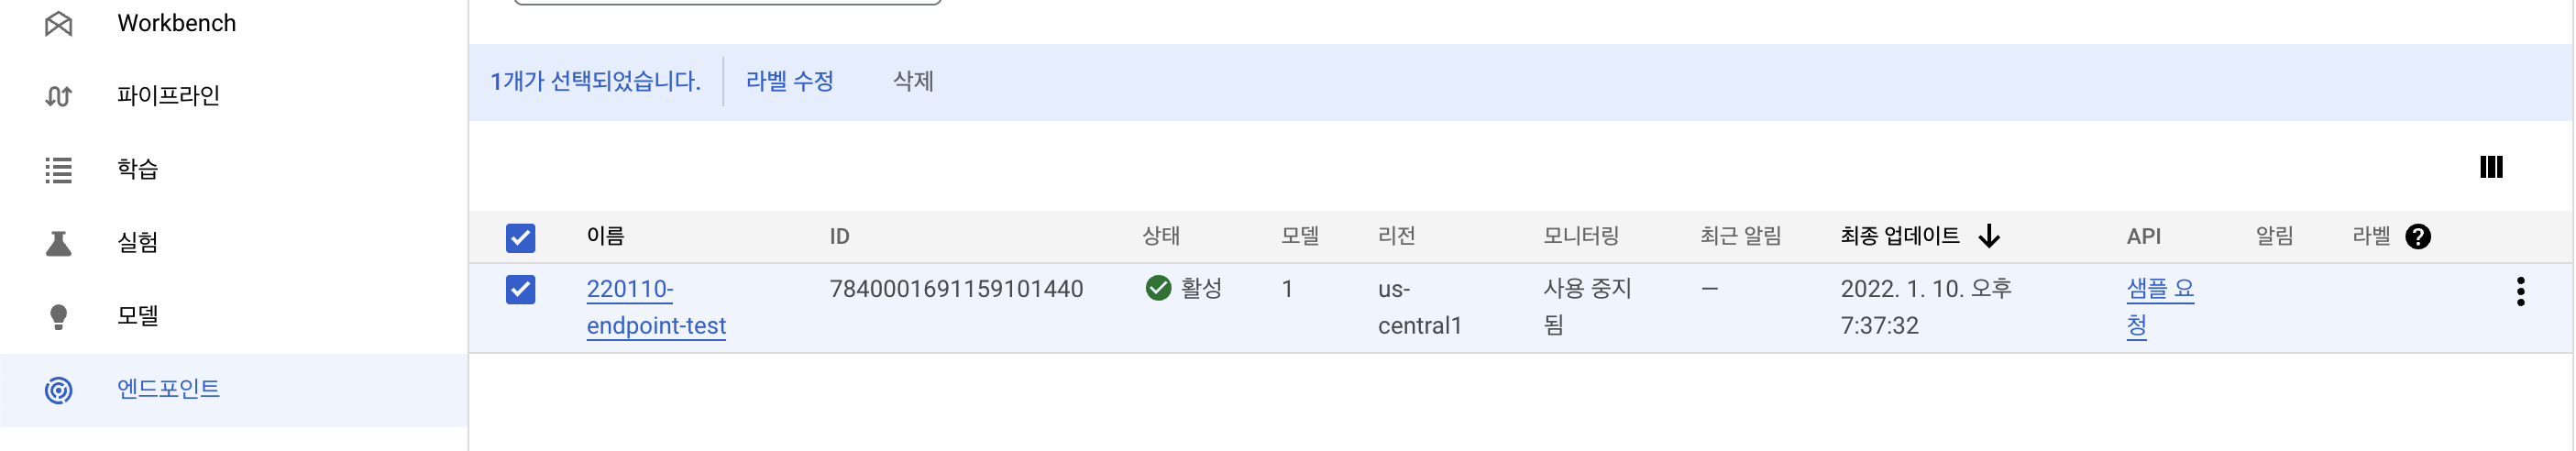 Workbench
파이프라인
학습
실험
모델
엔드포인트
1개가 선택되었습니다. 라벨 수정 삭제
이름 ID 상태 모델 리전 모니터링 최근 알림 최종 업데이트 API 알림 라벨
220110- 7840001691159101440 활성 1 us- 사용 중지 — 2022. 1. 10. 오후 샘플 요
endpoint-test central1 됨 7:37:32 청